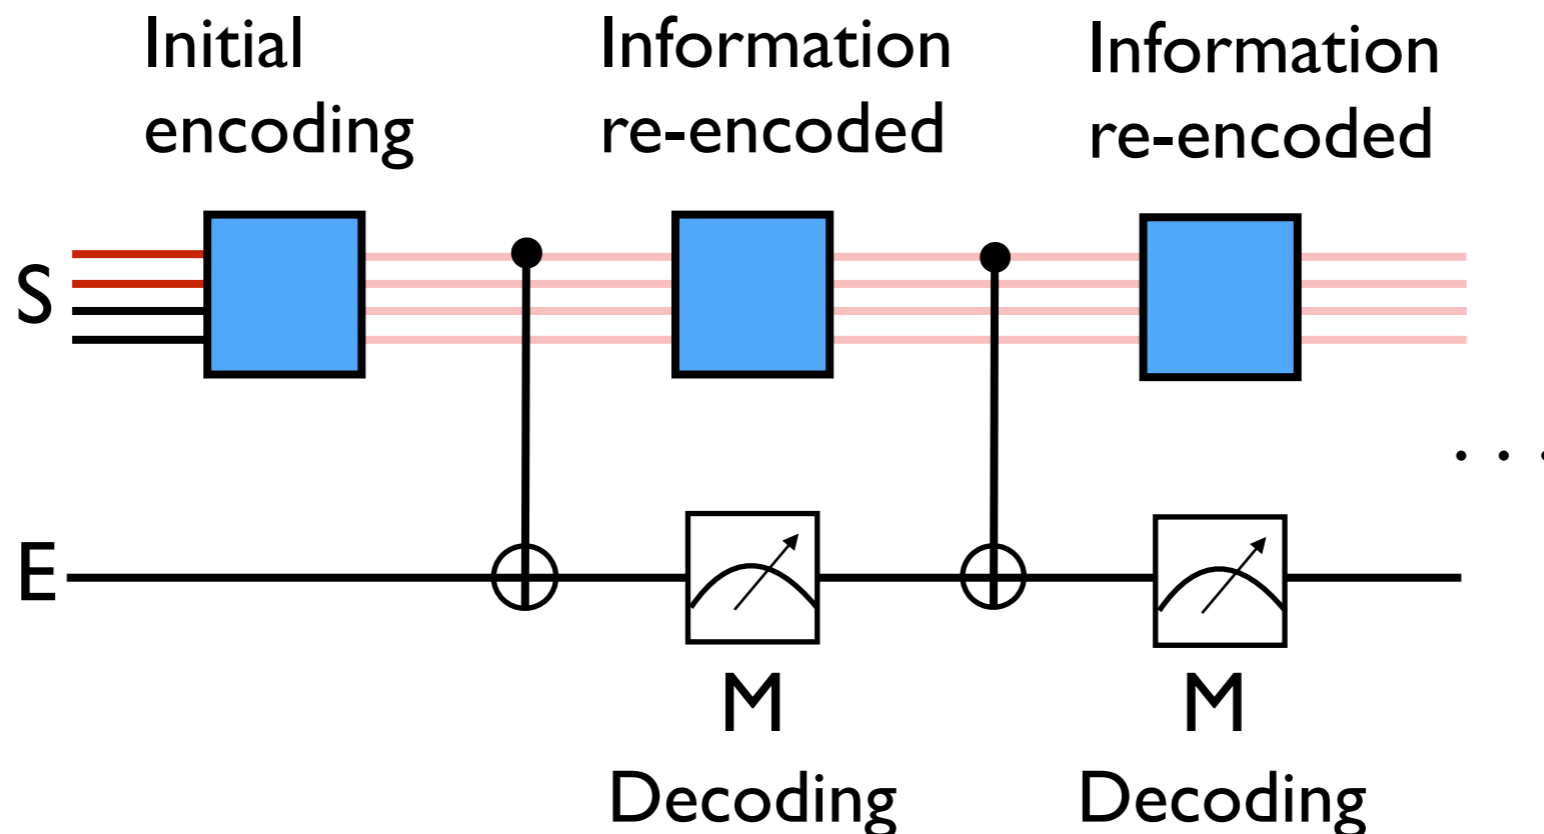 Initial
encoding
Information
re-encoded
Information
re-encoded
S
. . .
E
M
Decoding
M
Decoding